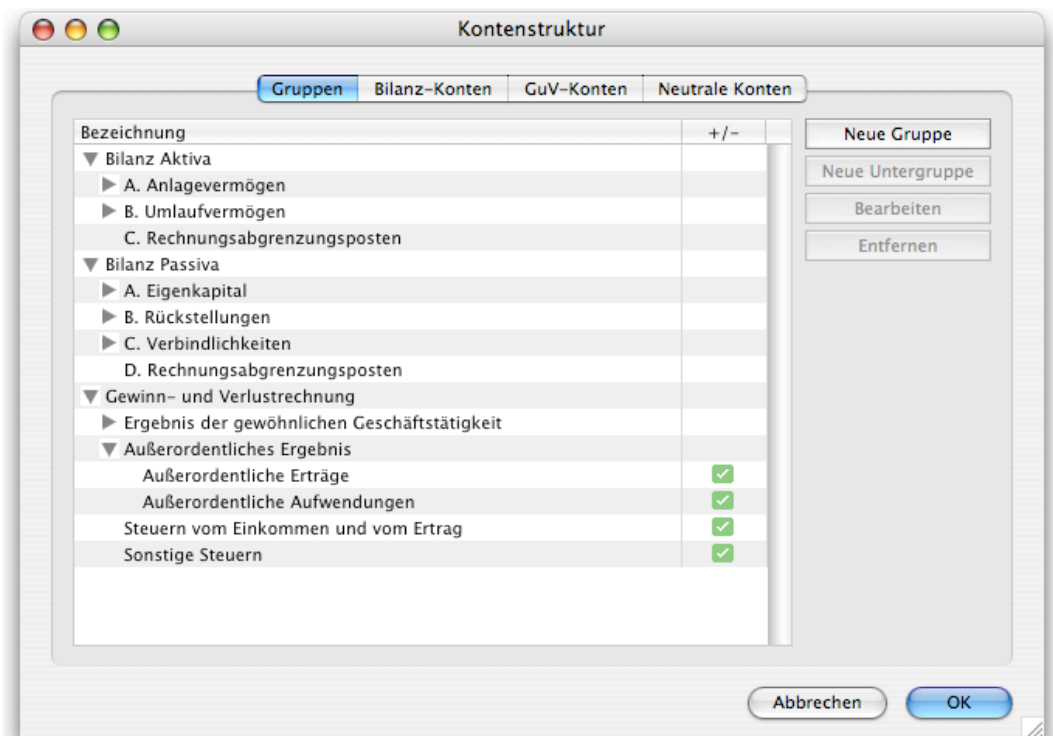 Kontenstruktur
Gruppen Bilanz-Konten GuV-Konten Neutrale Konten
Bezeichnung +/-
Bilanz Aktiva
A. Anlagevermögen
B. Umlaufvermögen
C. Rechnungsabgrenzungsposten
Bilanz Passiva
A. Eigenkapital
B. Rückstellungen
C. Verbindlichkeiten
D. Rechnungsabgrenzungsposten
Gewinn- und Verlustrechnung
Ergebnis der gewöhnlichen Geschäftstätigkeit
Außerordentliches Ergebnis
Außerordentliche Erträge
Außerordentliche Aufwendungen
Steuern vom Einkommen und vom Ertrag
Sonstige Steuern
Neue Gruppe
Neue Untergruppe
Bearbeiten
Entfernen
Abbrechen OK